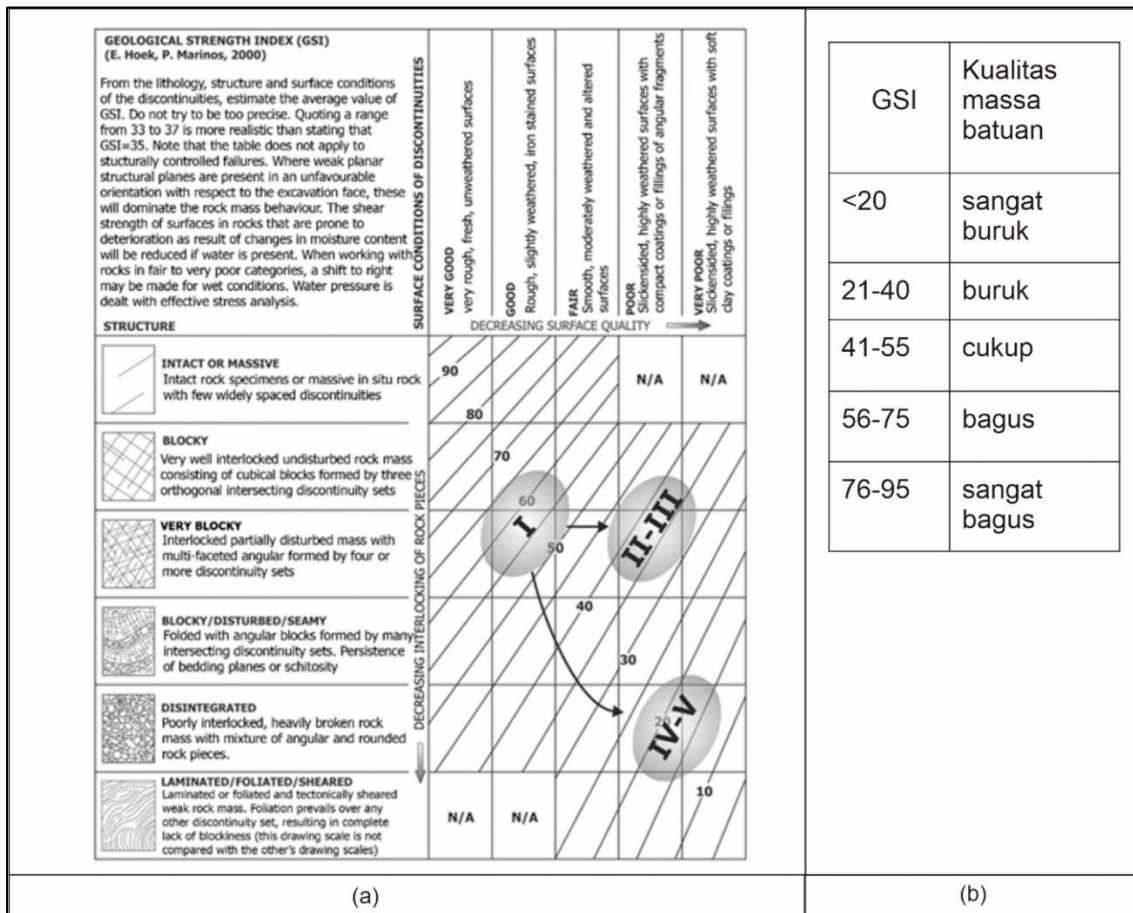 GEOLOGICAL STRENGTH INDEX (GSI)
(E. Hoek, P. Marinos, 2000)
From the lithology, structure and surface conditions
of the discontinuities, estimate the average value of
GSI. Do not try to be too precise. Quoting a range
from 33 to 37 is more realistic than stating that
GSI=35. Note that the table does not apply to
stucturally controlled failures. Where weak planar
structural planes are present in an unfavourable
orientation with respect to the excavation face, these
will dominate the rock mass behaviour. The shear
strength of surfaces in rocks that are prone to
deterioration as result of changes in moisture content
will be reduced if water is present. When working with
rocks in fair to very poor categories, a shift to right
may be made for wet conditions. Water pressure is
dealt with effective stress analysis.
STRUCTURE
SURFACE CONDITIONS OF DISCONTINUITIES
VERY GOOD
very rough, fresh, unweathered surfaces
GOOD
Rough, slightly weathered, iron stained surfaces
FAIR
Smooth, moderately weathered and altered
surfaces
POOR
Slickensided, highly weathered surfaces with
compact coatings or fillings of angular fragments
VERY POOR
Slickensided, highly weathered surfaces with soft
clay coatings or filings
DECREASING SURFACE QUALITY
DECREASING INTERLOCKING OF ROCK PIECES
INTACT OR MASSIVE
Intact rock specimens or massive in situ rock
with few widely spaced discontinuities
90
N/A
N/A
80
BLOCKY
Very well interlocked undisturbed rock mass
consisting of cubical blocks formed by three
orthogonal intersecting discontinuity sets
70
60
VERY BLOCKY
Interlocked partially disturbed mass with
multi-faceted angular formed by four or
more discontinuity sets
I
II-III
50
BLOCKY/DISTURBED/SEAMY
Folded with angular blocks formed by many
intersecting discontinuity sets. Persistence
of bedding planes or schitosity
40
30
DISINTEGRATED
Poorly interlocked, heavily broken rock
mass with mixture of angular and rounded
rock pieces.
20
IV-V
LAMINATED/FOLIATED/SHEARED
Laminated or foliated and tectonically sheared
weak rock mass. Foliation prevails over any
other discontinuity set, resulting in complete
lack of blockiness (this drawing scale is not
compared with the other's drawing scales)
N/A
N/A
10
(a)
GSI
Kualitas
massa
batuan
<20
sangat
buruk
21-40
buruk
41-55
cukup
56-75
bagus
76-95
sangat
bagus
(b)